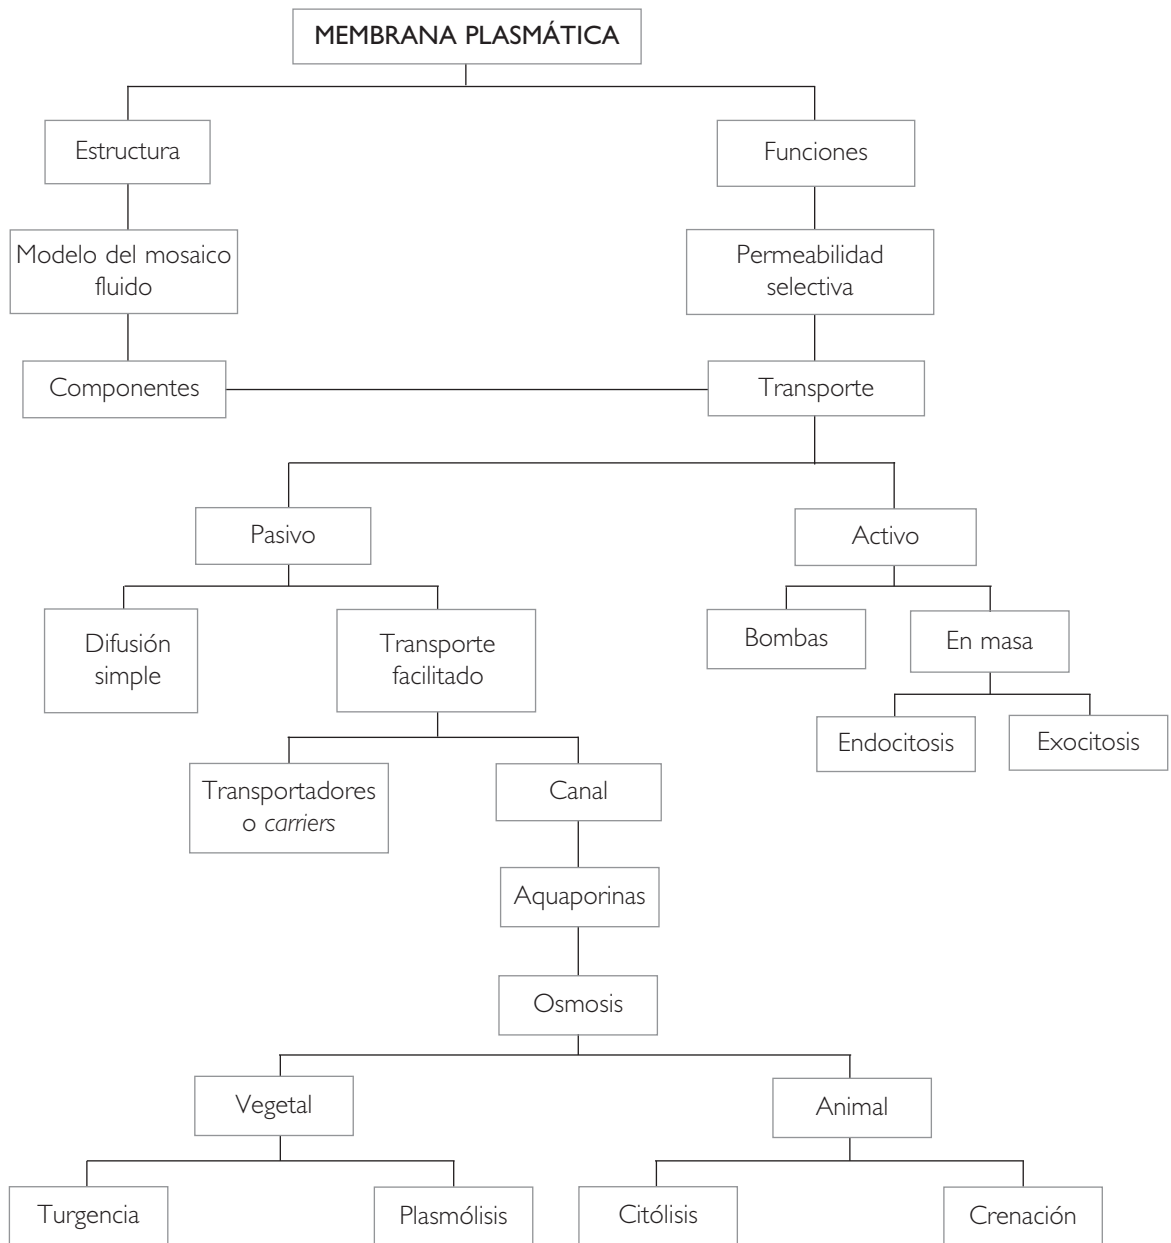 MEMBRANA PLASMÁTICA
Estructura
Funciones
Modelo del mosaico
fluido
Permeabilidad
selectiva
Componentes
Transporte
Pasivo
Activo
Difusión
simple
Transporte
facilitado
Bombas
En masa
Endocitosis
Exocitosis
Transportadores
o carriers
Canal
Aquaporinas
Osmosis
Vegetal
Animal
Turgencia
Plasmólisis
Citólisis
Crenación